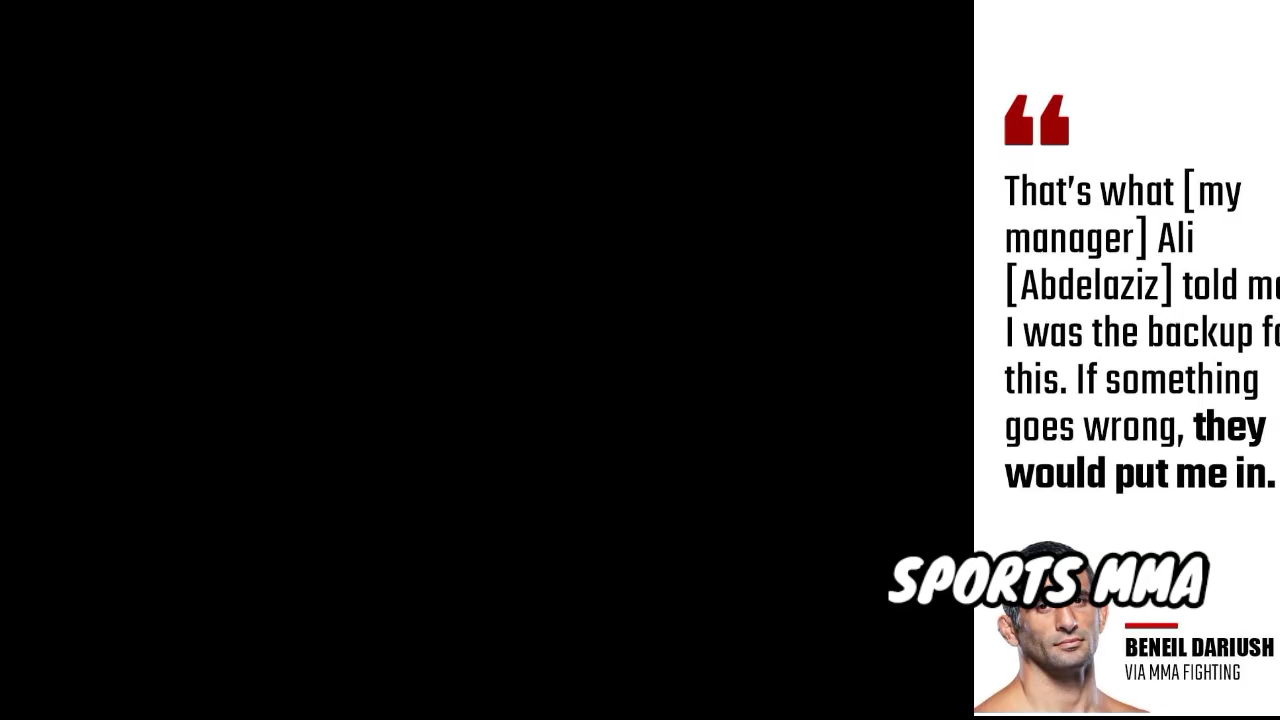 “
That’s what [my
manager] Ali
[Abdelaziz] told
I was the backup
this. If something
goes wrong, they
would put me in.
SPORTS MMA
BENEIL DARIUSH
VIA MMA FIGHTING